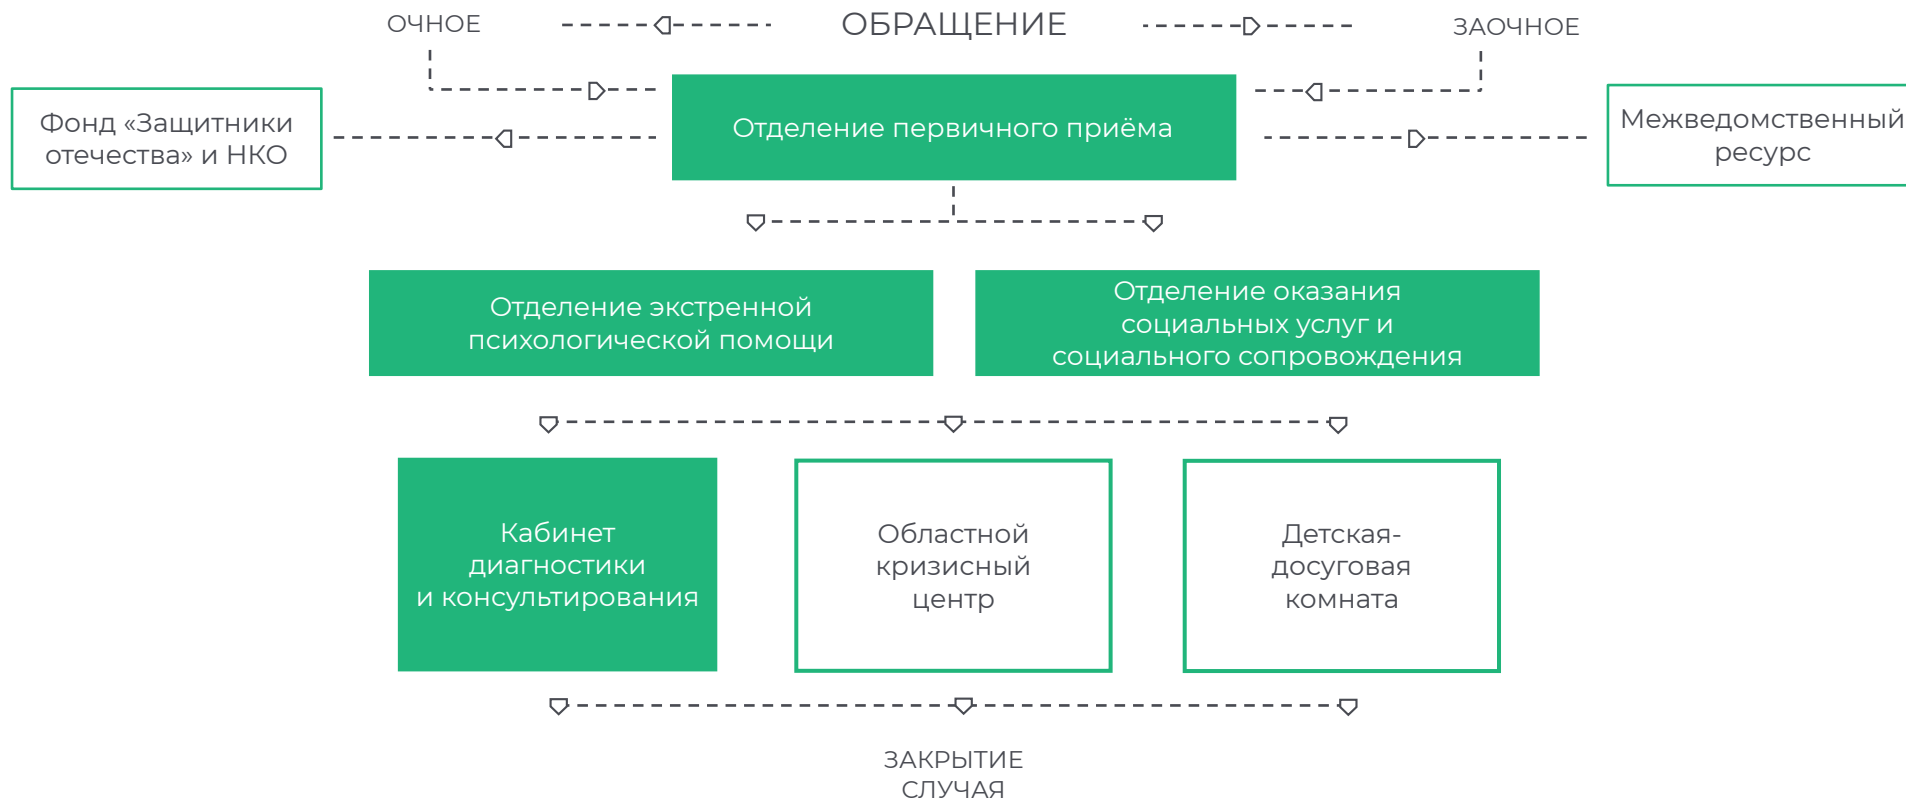 ОЧНОЕ
ОБРАЩЕНИЕ
ЗАОЧНОЕ
Фонд «Защитники
отечества» и НКО
Отделение первичного приёма
Межведомственный
ресурс
Отделение экстренной
психологической помощи
Отделение оказания
социальных услуг и
социального сопровождения
Кабинет
диагностики
и консультирования
Областной
кризисный
центр
Детская-
досуговая
комната
ЗАКРЫТИЕ
СЛУЧАЯ